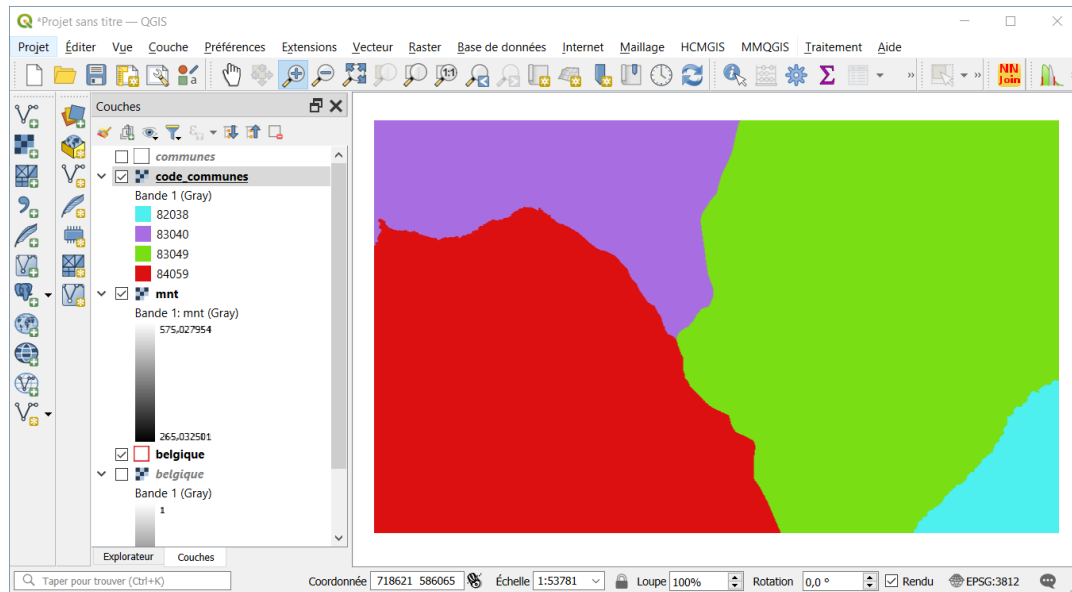 *Projet sans titre — QGIS
Projet Éditer Vue Couche Préférences Extensions Vecteur Raster Base de données Internet Maillage HCMGIS MMQGIS Traitement Aide
1:1
NN
Join
Couches
communes
code_communes
Bande 1 (Gray)
82038
83040
83049
84059
mnt
Bande 1: mnt (Gray)
575,027954
265,032501
belgique
belgique
Bande 1 (Gray)
1
Explorateur Couches
Taper pour trouver (Ctrl+K) Coordonnée 718621 586065 Échelle 1:53781 Loupe 100% Rotation 0,0 ° Rendu EPSG:3812